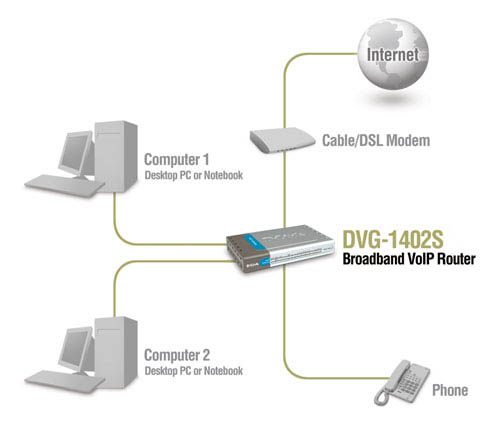 Internet
Cable/DSL Modem
Computer 1
Desktop PC or Notebook
DVG-1402S
Broadband VoIP Router
Computer 2
Desktop PC or Notebook
Phone